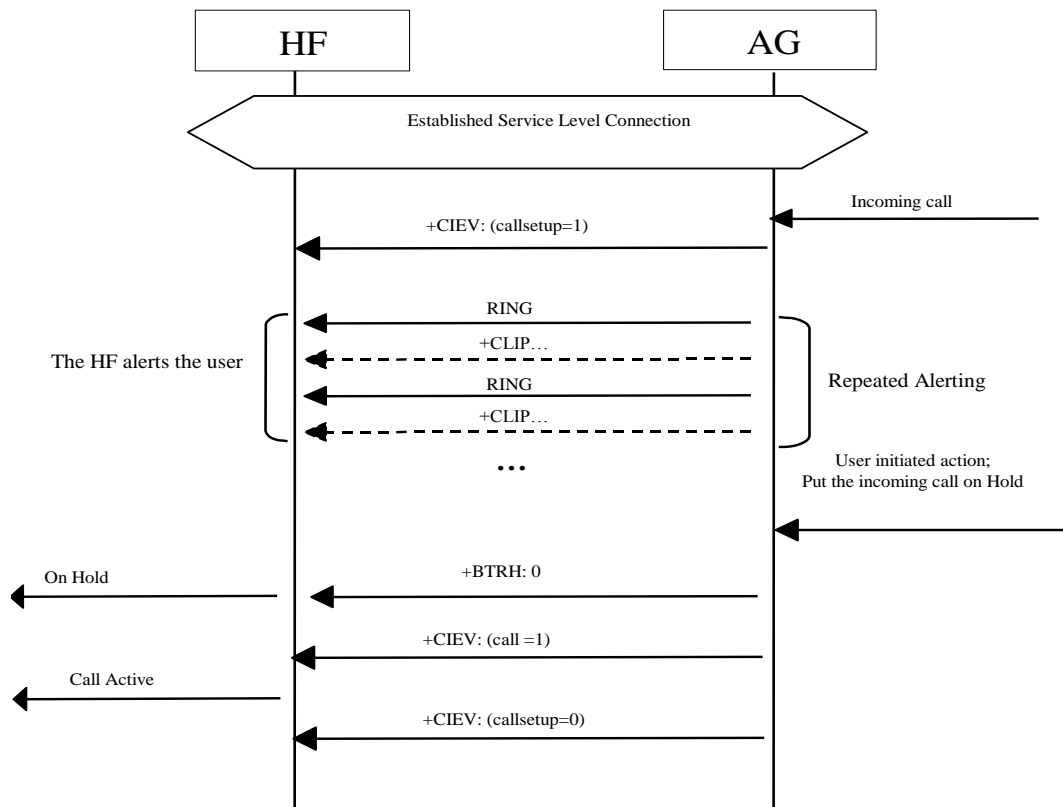 HF
AG
Established Service Level Connection
Incoming call
+CIEV: (callsetup=1)
RING
+CLIP…
The HF alerts the user
RING
Repeated Alerting
+CLIP…
…
User initiated action;
Put the incoming call on Hold
On Hold
+BTRH: 0
+CIEV: (call =1)
Call Active
+CIEV: (callsetup=0)